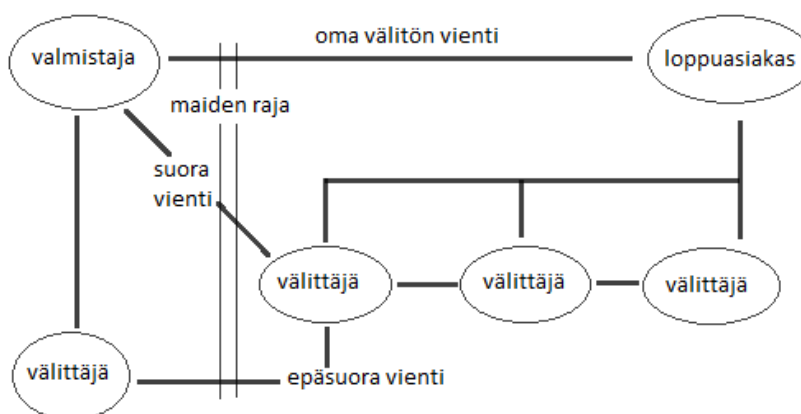 oma välitön vienti
valmistaja
loppuasiakas
maiden raja
suora
vienti
välittäjä
välittäjä
välittäjä
välittäjä
epäsuora vienti